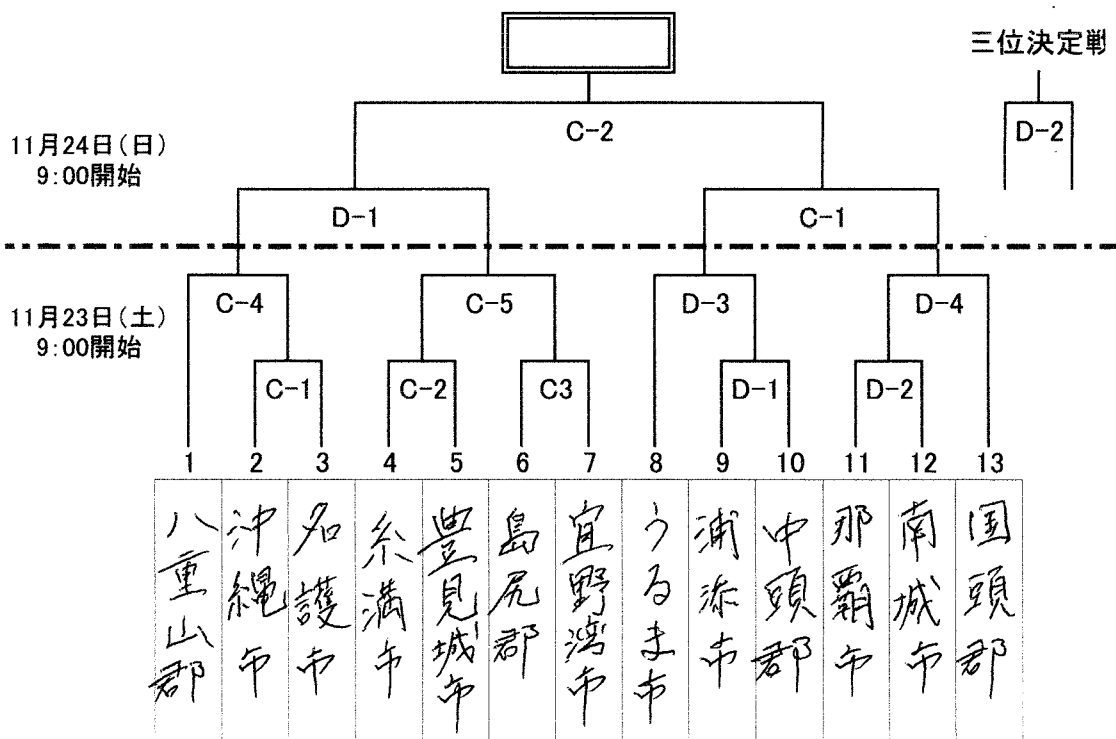 三位決定戦
C-2
D-2
11月24日(日)
9:00開始
D-1
C-1
C-4
C-5
D-3
D-4
11月23日(土)
9:00開始
C-1
C-2
C3
D-1
D-2
1
2
3
4
5
6
7
8
9
10
11
12
13
八重山郡
沖縄市
名護市
糸満市
豊見城市
島尻郡
宜野湾市
うるま市
浦添市
中頭郡
那覇市
南城市
国頭郡